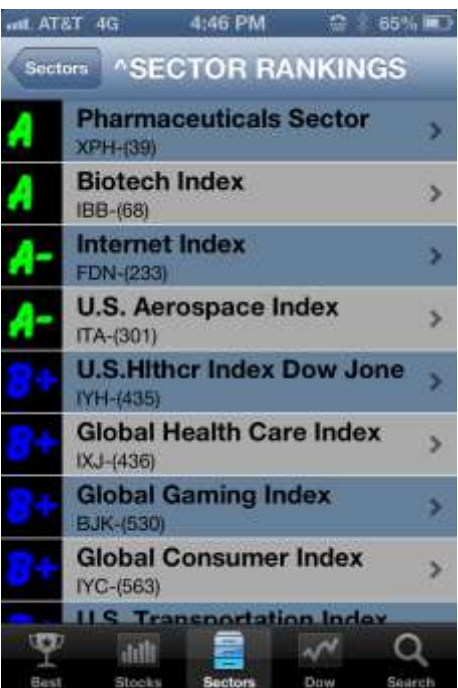 AT&T 4G 4:46 PM 65%
Sectors ^SECTOR RANKINGS
A Pharmaceuticals Sector
XPH-(39)
A Biotech Index
IBB-(68)
A- Internet Index
FDN-(233)
A- U.S. Aerospace Index
ITA-(301)
B+ U.S.Hlthcr Index Dow Jone
IYH-(435)
B+ Global Health Care Index
IXJ-(436)
B+ Global Gaming Index
BJK-(530)
B+ Global Consumer Index
IYC-(563)
U.S. Transportation Index
Best Stocks Sectors Dow Search